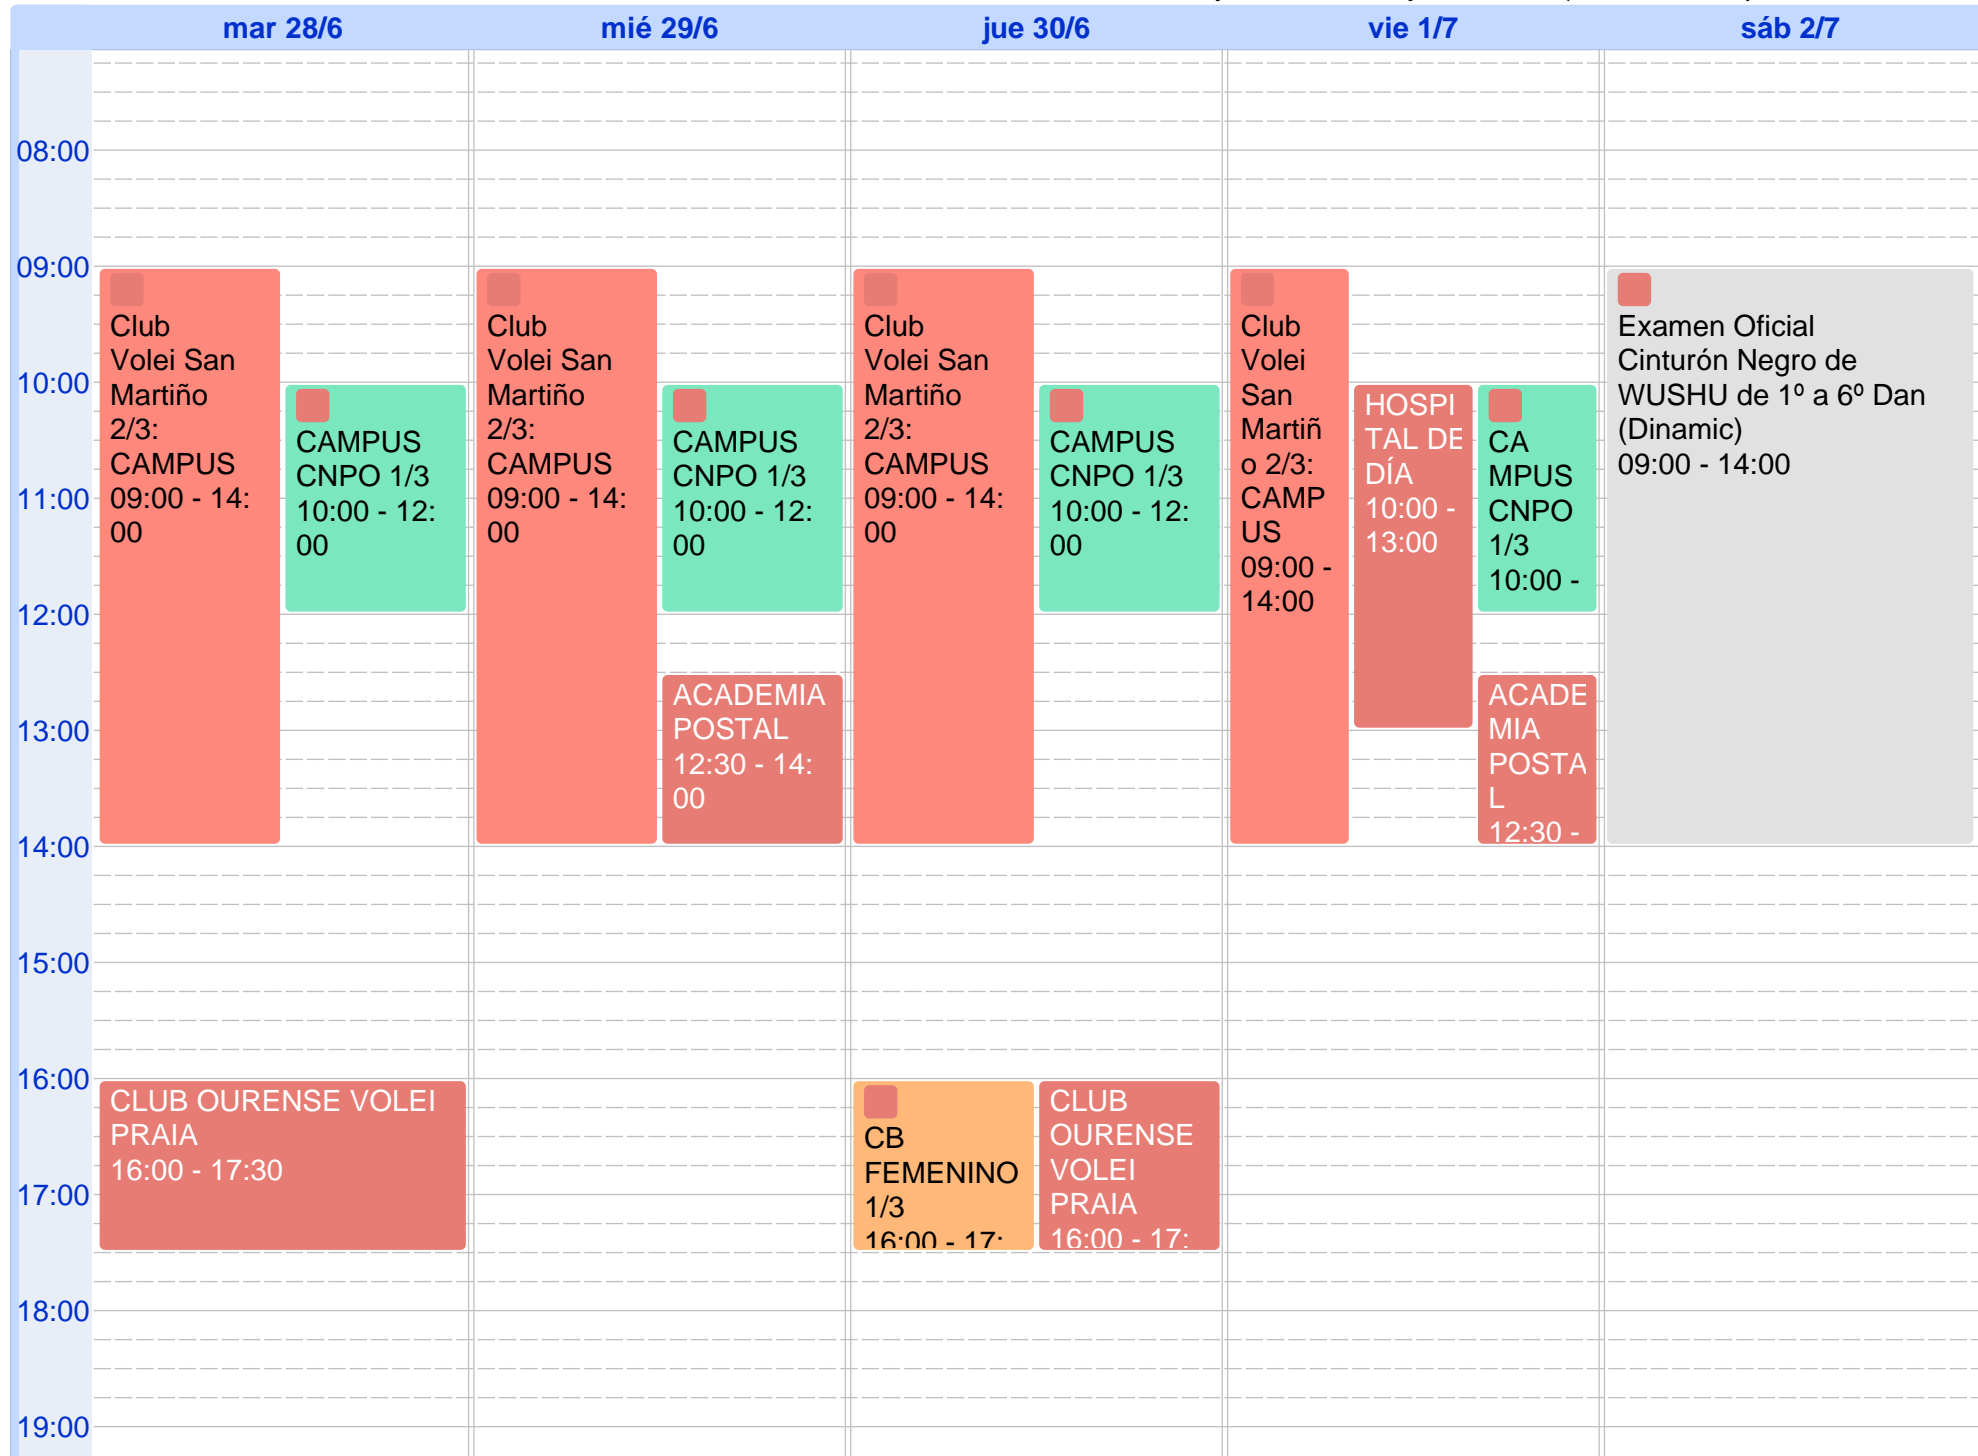 mar 28/6
mié 29/6
jue 30/6
vie 1/7
sáb 2/7
08:00
09:00
10:00
11:00
12:00
13:00
14:00
15:00
16:00
17:00
18:00
19:00
Club
Volei San
Martiño
2/3:
CAMPUS
09:00 - 14:
00
CAMPUS
CNPO 1/3
10:00 - 12:
00
CLUB OURENSE VOLEI
PRAIA
16:00 - 17:30
Club
Volei San
Martiño
2/3:
CAMPUS
09:00 - 14:
00
CAMPUS
CNPO 1/3
10:00 - 12:
00
ACADEMIA
POSTAL
12:30 - 14:
00
Club
Volei San
Martiño
2/3:
CAMPUS
09:00 - 14:
00
CAMPUS
CNPO 1/3
10:00 - 12:
00
CB
FEMENINO
1/3
16:00 - 17:
CLUB
OURENSE
VOLEI
PRAIA
16:00 - 17:
Club
Volei
San
Martiñ
o 2/3:
CAMP
US
09:00 -
14:00
HOSPI
TAL DE
DÍA
10:00 -
13:00
CA
MPUS
CNPO
1/3
10:00 -
ACADE
MIA
POSTA
L
12:30 -
Examen Oficial
Cinturón Negro de
WUSHU de 1º a 6º Dan
(Dinamic)
09:00 - 14:00